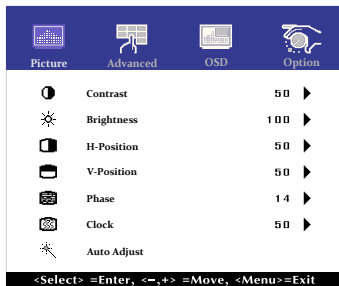 Picture Advanced OSD Option
Contrast 50
Brightness 100
H-Position 50
V-Position 50
Phase 14
Clock 50
Auto Adjust
<Select> =Enter, <−,+> =Move, <Menu>=Exit